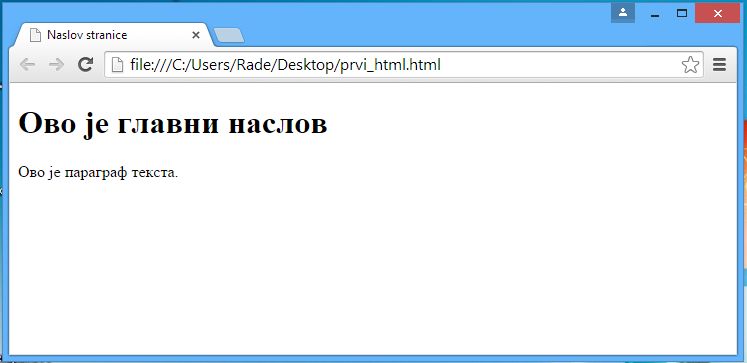 Naslov stranice
file:///C:/Users/Rade/Desktop/prvi_html.html
Ово је главни наслов
Ово је параграф текста.